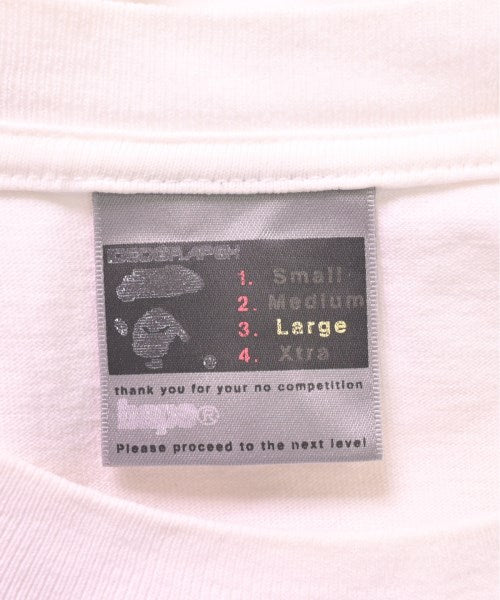 1. Small
2. Medium
3. Large
4. Xtra
thank you for your no competition
hype®
Please proceed to the next level